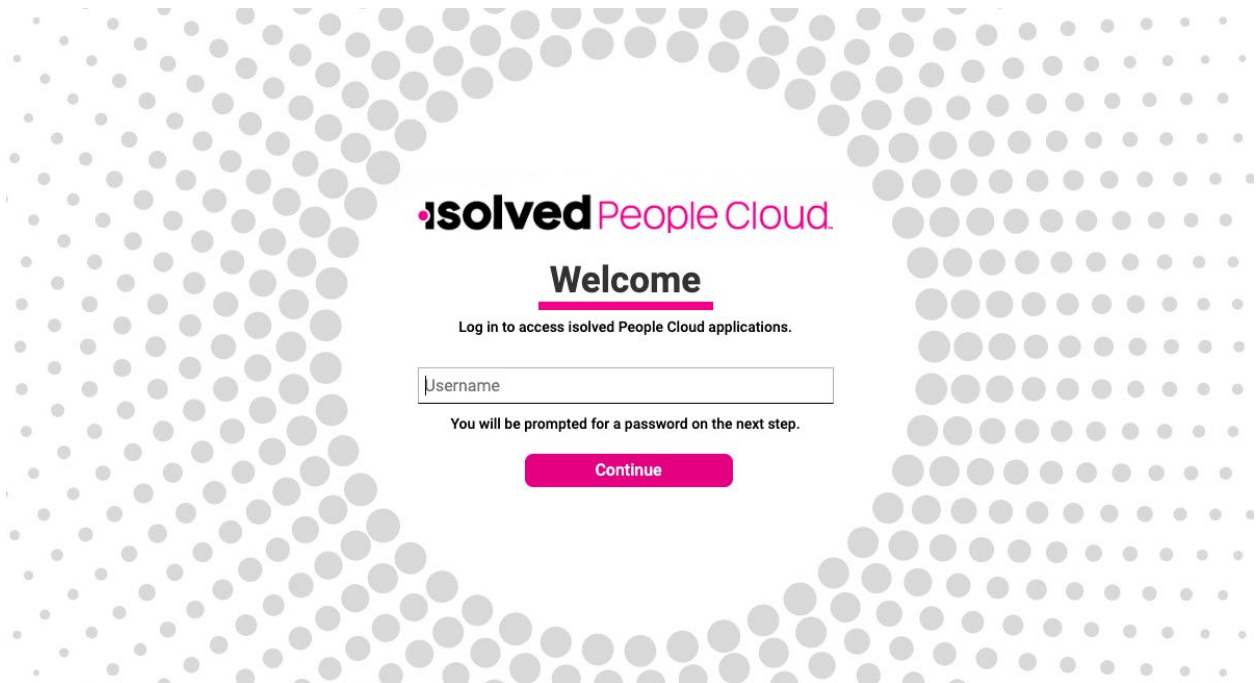 isolved People Cloud
Welcome
Log in to access isolved People Cloud applications.
Username
You will be prompted for a password on the next step.
Continue